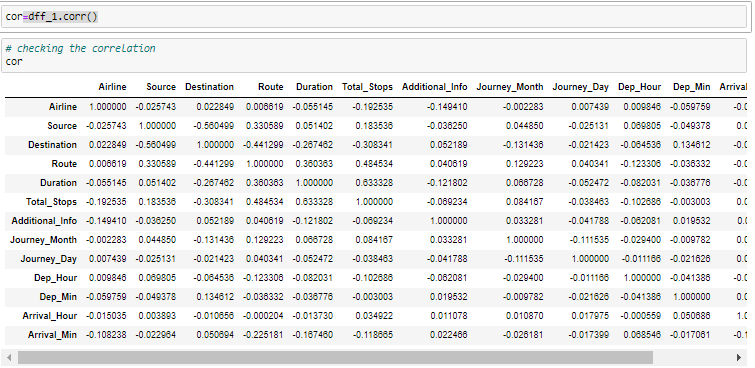 cor=dff_1.corr()
# checking the correlation
cor
Airline Source Destination Route Duration Total_Stops Additional_Info Journey_Month Journey_Day Dep_Hour Dep_Min Arrival
Airline 1.000000 -0.025743 0.022849 0.006619 -0.055145 -0.192535 -0.149410 -0.002283 0.007439 0.009846 -0.059759 -0.0
Source -0.025743 1.000000 -0.560499 0.330589 0.051402 0.183536 -0.036250 0.044850 -0.025131 0.069805 -0.049378 0.0
Destination 0.022849 -0.560499 1.000000 -0.441299 -0.267462 -0.308341 0.052189 -0.131436 -0.021423 -0.064536 0.134612 -0.0
Route 0.006619 0.330589 -0.441299 1.000000 0.360363 0.484534 0.040619 0.129223 0.040341 -0.123306 -0.036332 -0.0
Duration -0.055145 0.051402 -0.267462 0.360363 1.000000 0.633328 -0.121802 0.066728 -0.052472 -0.082031 -0.036776 -0.0
Total_Stops -0.192535 0.183536 -0.308341 0.484534 0.633328 1.000000 -0.069234 0.084167 -0.038463 -0.102686 -0.003003 0.0
Additional_Info -0.149410 -0.036250 0.052189 0.040619 -0.121802 -0.069234 1.000000 0.033281 -0.041788 -0.062081 0.019532 0.0
Journey_Month -0.002283 0.044850 -0.131436 0.129223 0.066728 0.084167 0.033281 1.000000 -0.111535 -0.029400 -0.009782 0.0
Journey_Day 0.007439 -0.025131 -0.021423 0.040341 -0.052472 -0.038463 -0.041788 -0.111535 1.000000 -0.011166 -0.021626 0.0
Dep_Hour 0.009846 0.069805 -0.064536 -0.123306 -0.082031 -0.102686 -0.062081 -0.029400 -0.011166 1.000000 -0.041386 -0.0
Dep_Min -0.059759 -0.049378 0.134612 -0.036332 -0.036776 -0.003003 0.019532 -0.009782 -0.021626 -0.041386 1.000000 0.0
Arrival_Hour -0.015035 0.003893 -0.010656 -0.000204 -0.013730 0.034922 0.011078 0.010870 0.017975 -0.000559 0.050686 1.0
Arrival_Min -0.108238 -0.022964 0.050694 -0.225181 -0.167460 -0.118665 0.022466 -0.026181 -0.017399 0.068546 -0.017061 -0.1